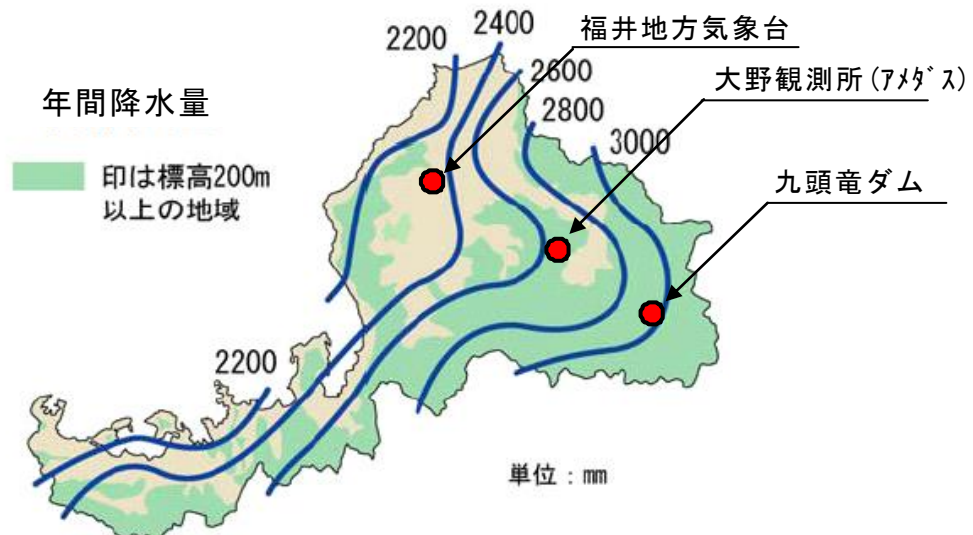 2200
2400
福井地方気象台
2600
大野観測所(ｱﾒﾀﾞｽ)
2800
3000
年間降水量
九頭竜ダム
印は標高200m
以上の地域
2200
単位：mm